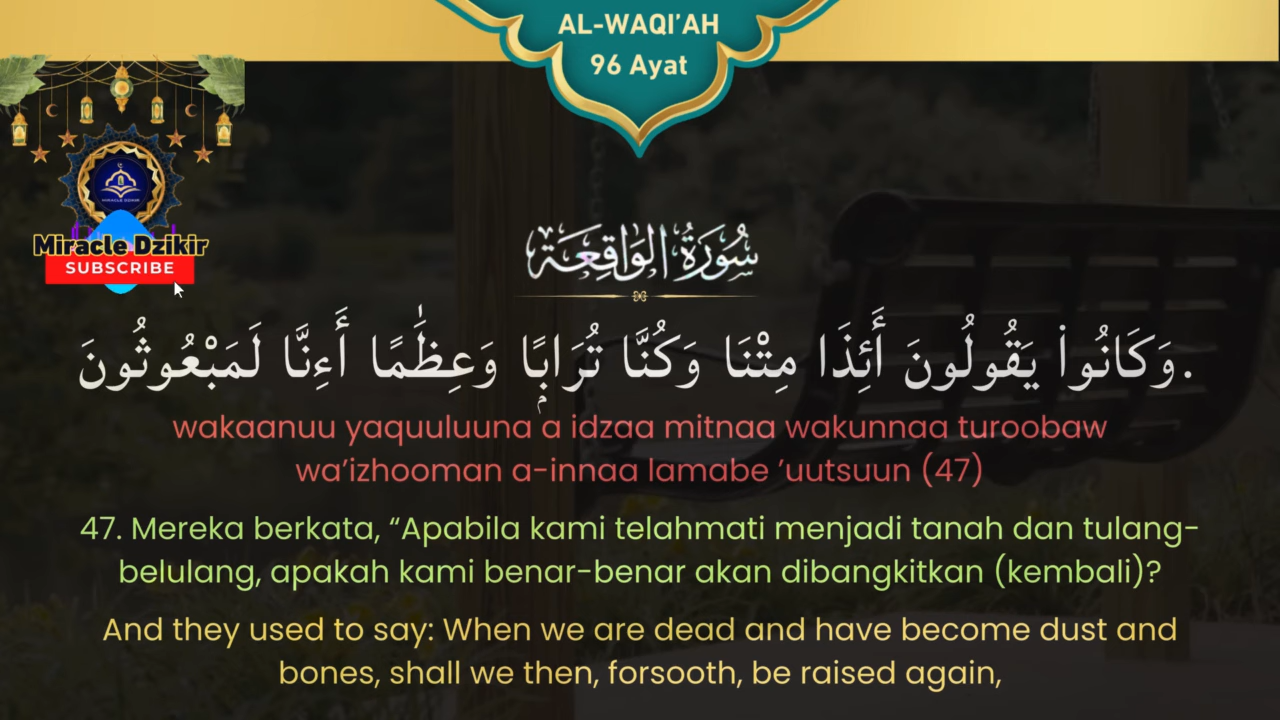 AL-WAQI’AH
96 Ayat
Miracle Dzikir
SUBSCRIBE
سُورَةُ الوَاقِعَة
وَكَانُوا۟ يَقُولُونَ أَئِذَا مِتْنَا وَكُنَّا تُرَابًۭا وَعِظَٰمًا أَءِنَّا لَمَبْعُوثُونَ.
wakaanuu yaquuluuna a idzaa mitnaa wakunnaa turoobaw
wa’izhooman a-innaa lamabe ’uutsuun (47)
47. Mereka berkata, “Apabila kami telahmati menjadi tanah dan tulang-
belulang, apakah kami benar-benar akan dibangkitkan (kembali)?
And they used to say: When we are dead and have become dust and
bones, shall we then, forsooth, be raised again,